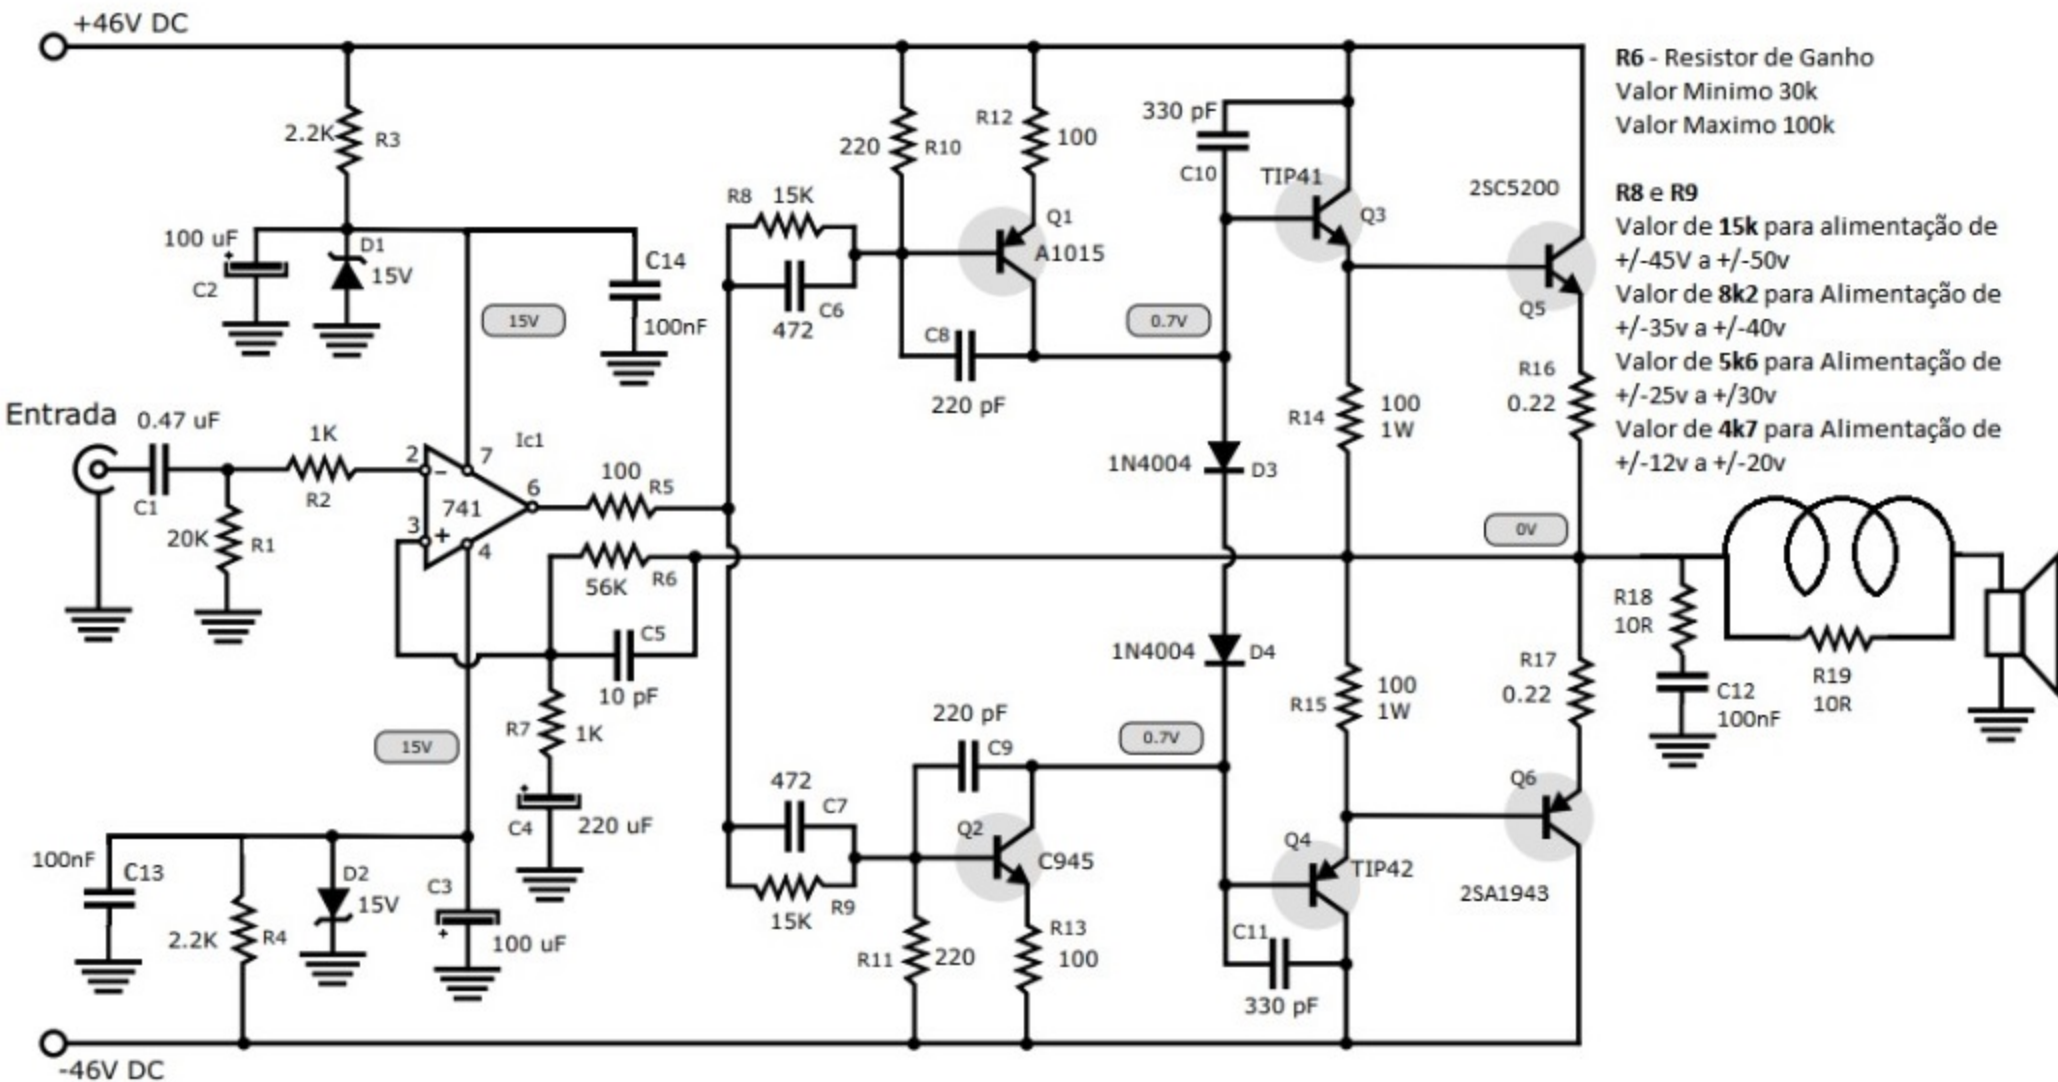 +46V DC
2.2K
R3
100 uF
C2
D1
15V
C14
100nF
15V
Entrada
0.47 uF
C1
20K
R1
1K
R2
2
3
-
+
741
7
4
6
Ic1
100
R5
R6
56K
C5
10 pF
R7
1K
C4
220 uF
15V
100nF
C13
2.2K
R4
D2
15V
C3
100 uF
-46V DC
R8
15K
C6
472
220
R10
R12
100
Q1
A1015
C8
220 pF
0.7V
330 pF
C10
TIP41
Q3
1N4004
D3
R14
100
1W
2SC5200
Q5
R16
0.22
0V
1N4004
D4
R15
100
1W
R17
0.22
220 pF
C9
0.7V
472
C7
15K
R9
Q2
C945
R11
220
R13
100
Q4
TIP42
C11
330 pF
Q6
2SA1943
R18
10R
C12
100nF
R19
10R
R6 - Resistor de Ganho
Valor Minimo 30k
Valor Maximo 100k
R8 e R9
Valor de 15k para alimentação de
+/-45V a +/-50v
Valor de 8k2 para Alimentação de
+/-35v a +/-40v
Valor de 5k6 para Alimentação de
+/-25v a +/30v
Valor de 4k7 para Alimentação de
+/-12v a +/-20v